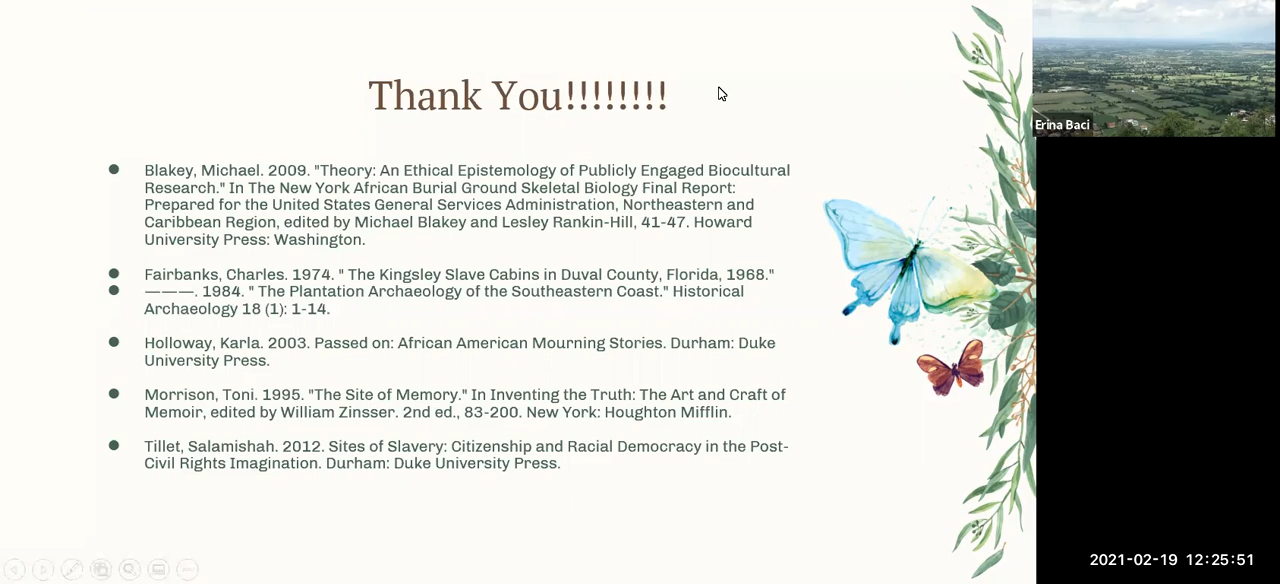 Thank You!!!!!!!!
Blakey, Michael. 2009. "Theory: An Ethical Epistemology of Publicly Engaged Biocultural
Research." In The New York African Burial Ground Skeletal Biology Final Report:
Prepared for the United States General Services Administration, Northeastern and
Caribbean Region, edited by Michael Blakey and Lesley Rankin-Hill, 41-47. Howard
University Press: Washington.
Fairbanks, Charles. 1974. " The Kingsley Slave Cabins in Duval County, Florida, 1968."
———. 1984. " The Plantation Archaeology of the Southeastern Coast." Historical
Archaeology 18 (1): 1-14.
Holloway, Karla. 2003. Passed on: African American Mourning Stories. Durham: Duke
University Press.
Morrison, Toni. 1995. "The Site of Memory." In Inventing the Truth: The Art and Craft of
Memoir, edited by William Zinsser. 2nd ed., 83-200. New York: Houghton Mifflin.
Tillet, Salamishah. 2012. Sites of Slavery: Citizenship and Racial Democracy in the Post-
Civil Rights Imagination. Durham: Duke University Press.
Erina Baci
2021-02-19 12:25:51